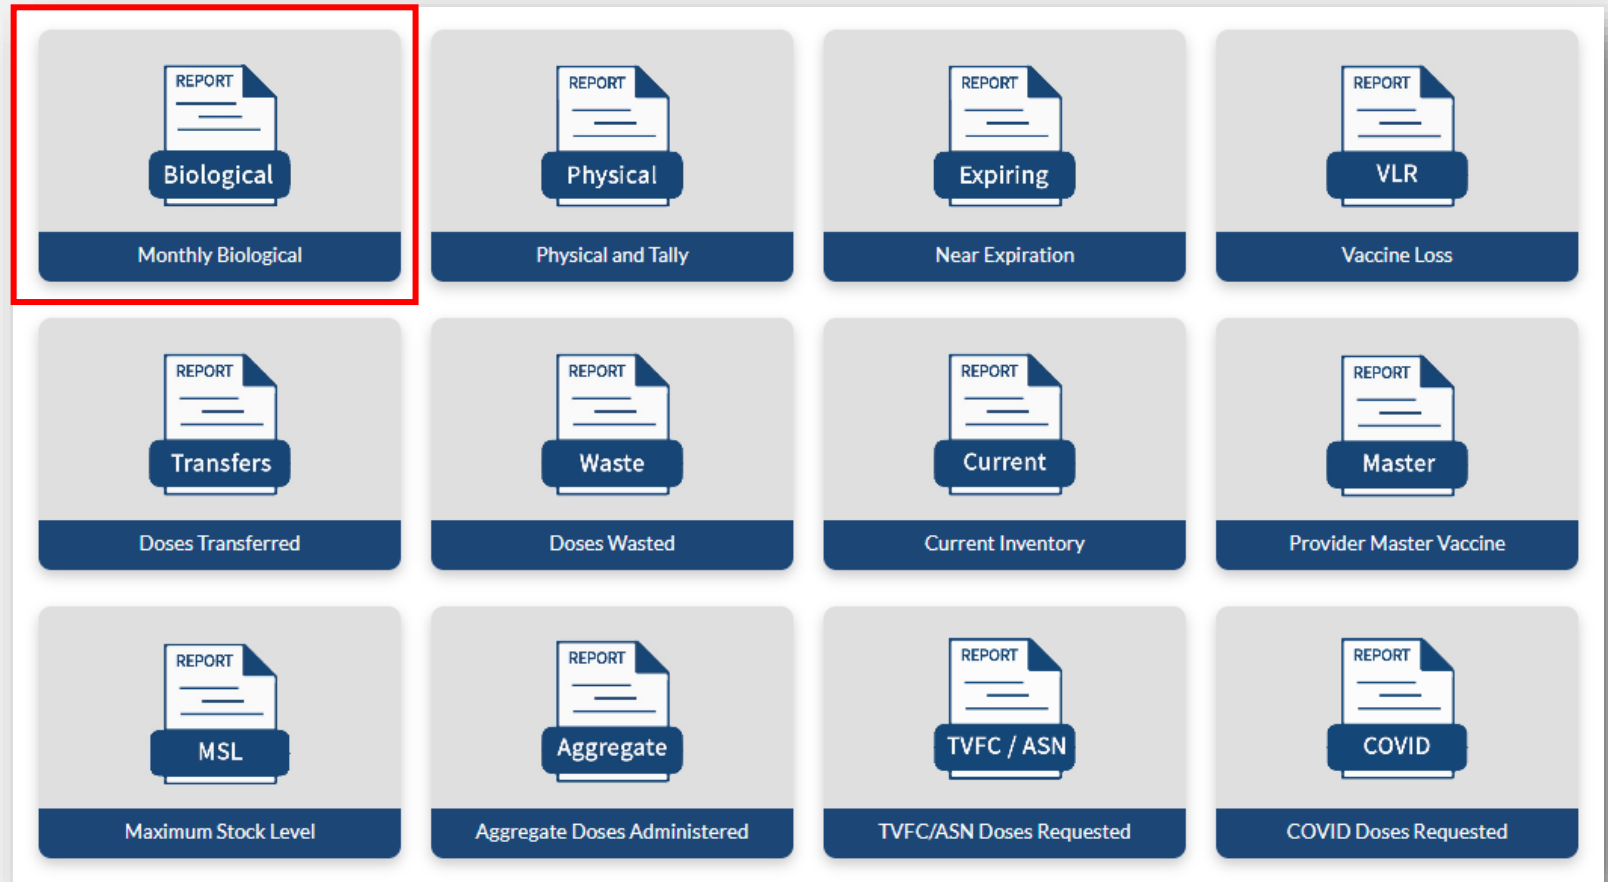 REPORT
Biological
Monthly Biological
REPORT
Physical
Physical and Tally
REPORT
Expiring
Near Expiration
REPORT
VLR
Vaccine Loss
REPORT
Transfers
Doses Transferred
REPORT
Waste
Doses Wasted
REPORT
Current
Current Inventory
REPORT
Master
Provider Master Vaccine
REPORT
MSL
Maximum Stock Level
REPORT
Aggregate
Aggregate Doses Administered
REPORT
TVFC / ASN
TVFC/ASN Doses Requested
REPORT
COVID
COVID Doses Requested